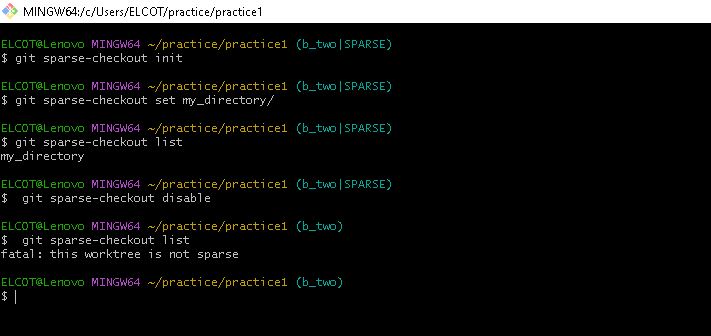 MINGW64:/c/Users/ELCOT/practice/practice1
ELCOT@Lenovo MINGW64 ~/practice/practice1 (b_two|SPARSE)
$ git sparse-checkout init
ELCOT@Lenovo MINGW64 ~/practice/practice1 (b_two|SPARSE)
$ git sparse-checkout set my_directory/
ELCOT@Lenovo MINGW64 ~/practice/practice1 (b_two|SPARSE)
$ git sparse-checkout list
my_directory
ELCOT@Lenovo MINGW64 ~/practice/practice1 (b_two|SPARSE)
$  git sparse-checkout disable
ELCOT@Lenovo MINGW64 ~/practice/practice1 (b_two)
$  git sparse-checkout list
fatal: this worktree is not sparse
ELCOT@Lenovo MINGW64 ~/practice/practice1 (b_two)
$